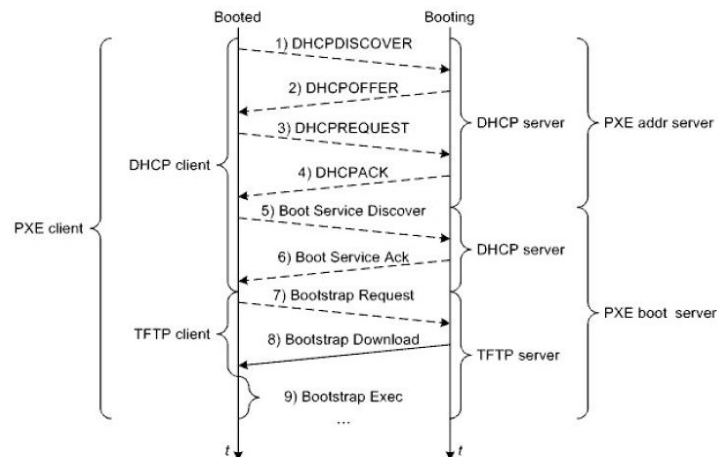 Booted
Booting
1) DHCPDISCOVER
2) DHCPOFFER
3) DHCPREQUEST
DHCP server
PXE addr server
DHCP client
4) DHCPACK
5) Boot Service Discover
PXE client
DHCP server
6) Boot Service Ack
7) Bootstrap Request
PXE boot server
TFTP client
8) Bootstrap Download
TFTP server
9) Bootstrap Exec
...
t
t